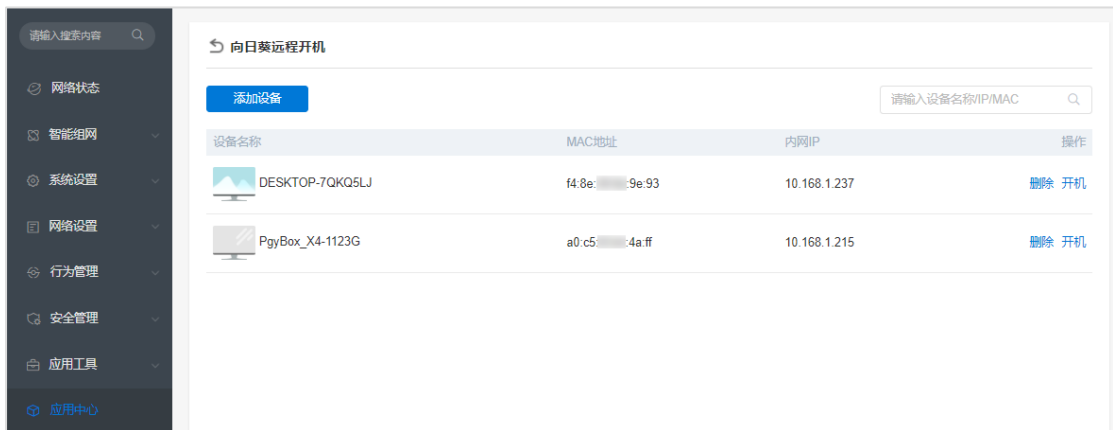 请输入搜索内容
网络状态
智能组网
系统设置
网络设置
行为管理
安全管理
应用工具
应用中心
向日葵远程开机
添加设备
请输入设备名称/IP/MAC
设备名称 MAC地址 内网IP 操作
DESKTOP-7QKQ5LJ f4:8e: :9e:93 10.168.1.237 删除 开机
PgyBox_X4-1123G a0:c5: :4a:ff 10.168.1.215 删除 开机